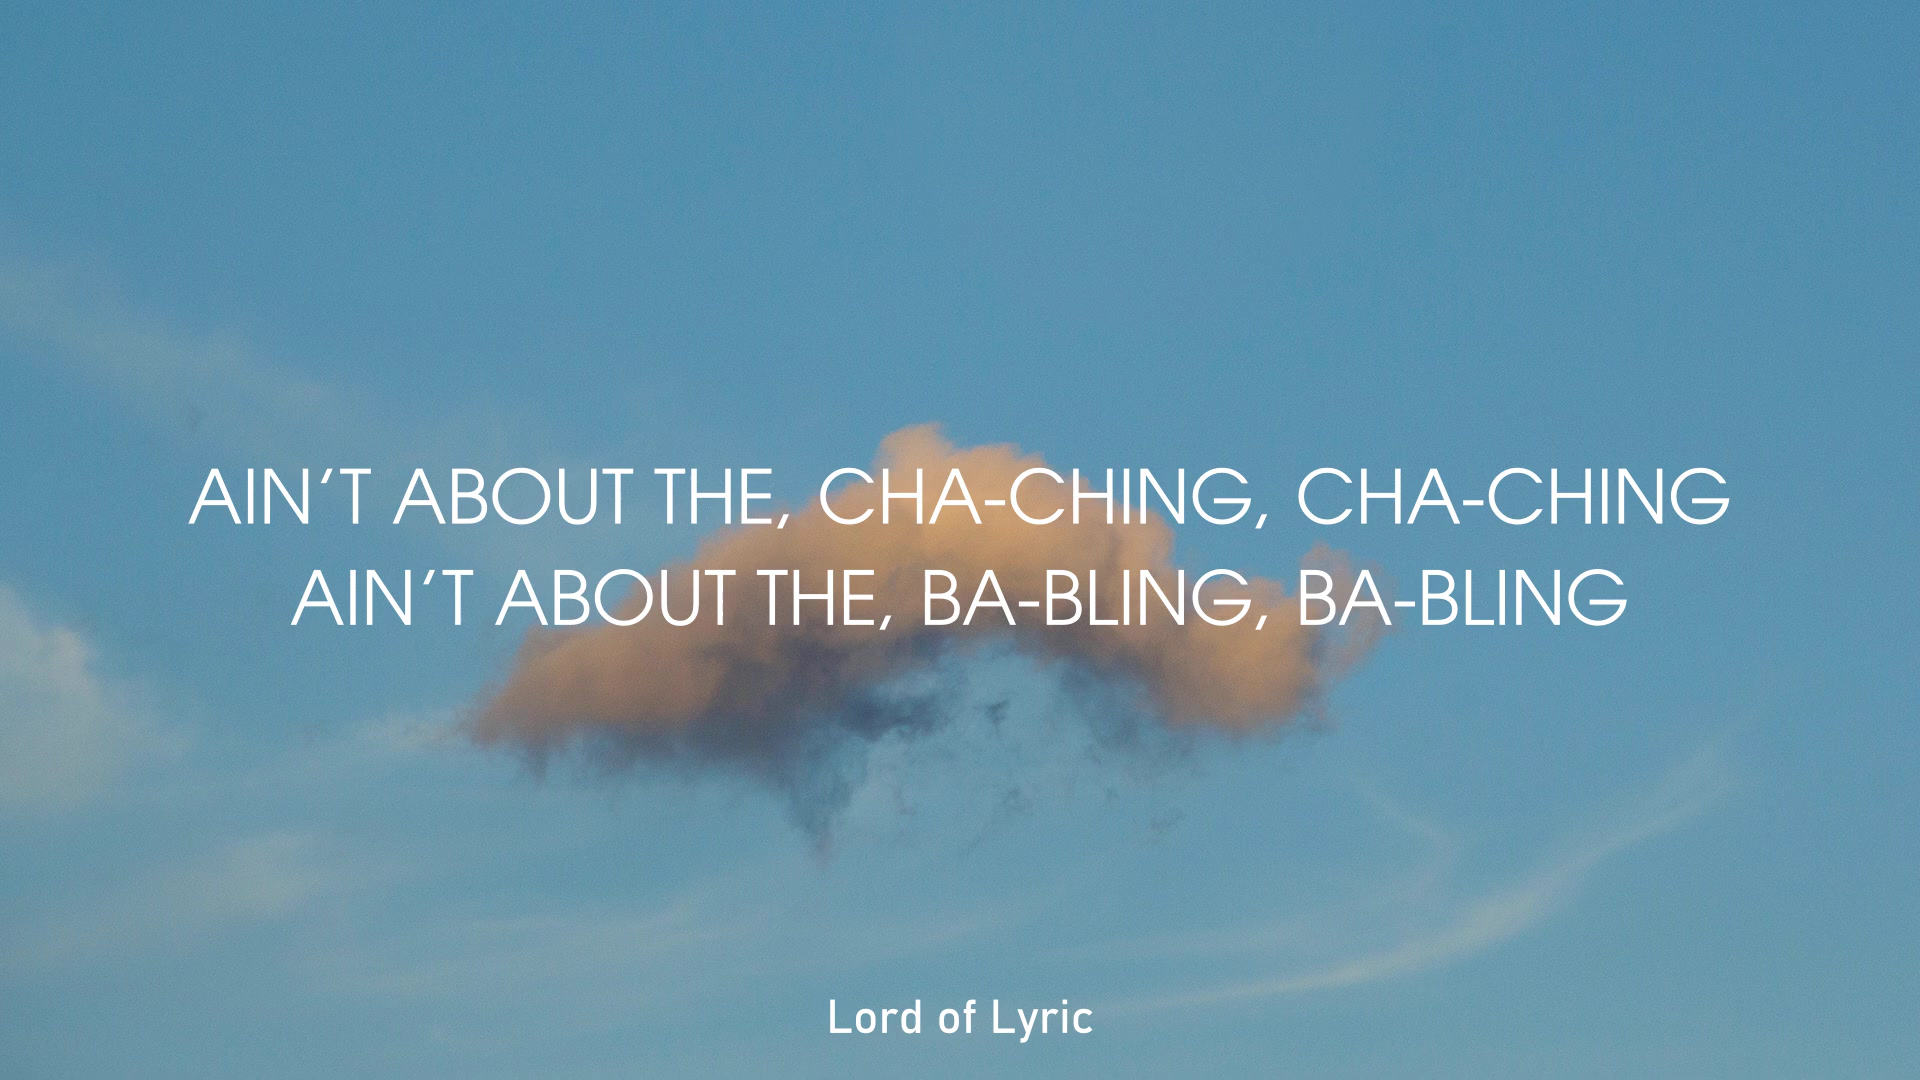 AIN’T ABOUT THE, CHA-CHING, CHA-CHING
AIN’T ABOUT THE, BA-BLING, BA-BLING
Lord of Lyric